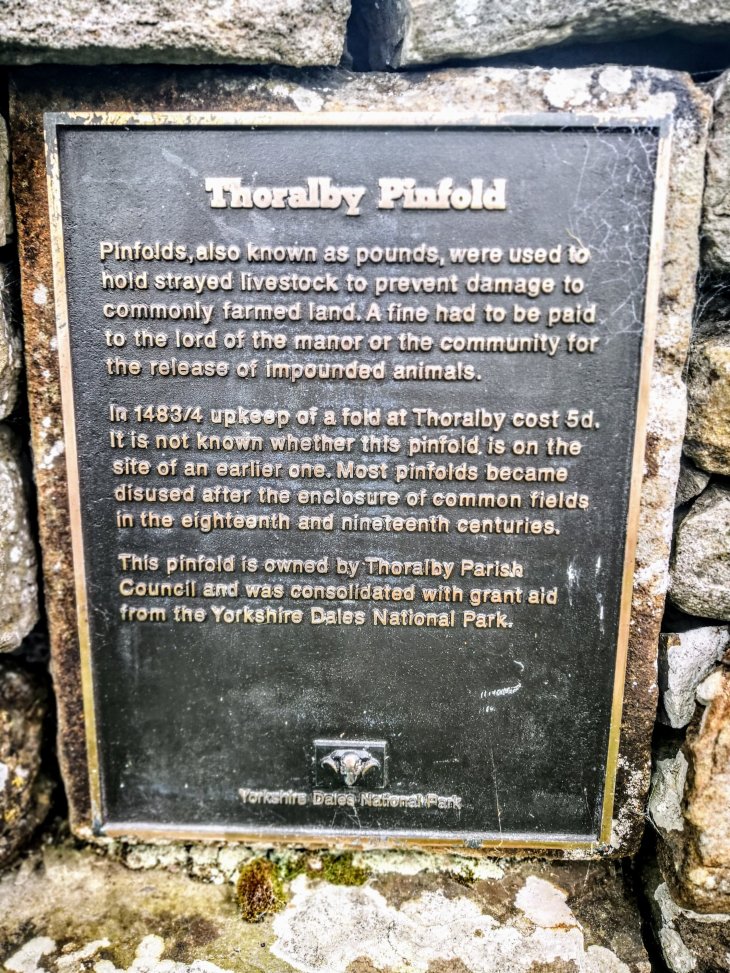 Thoralby Pinfold
Pinfolds, also known as pounds, were used to
hold strayed livestock to prevent damage to
commonly farmed land. A fine had to be paid
to the lord of the manor or the community for
the release of impounded animals.
In 1483/4 upkeep of a fold at Thoralby cost 5d.
It is not known whether this pinfold is on the
site of an earlier one. Most pinfolds became
disused after the enclosure of common fields
in the eighteenth and nineteenth centuries.
This pinfold is owned by Thoralby Parish
Council and was consolidated with grant aid
from the Yorkshire Dales National Park.
Yorkshire Dales National Park